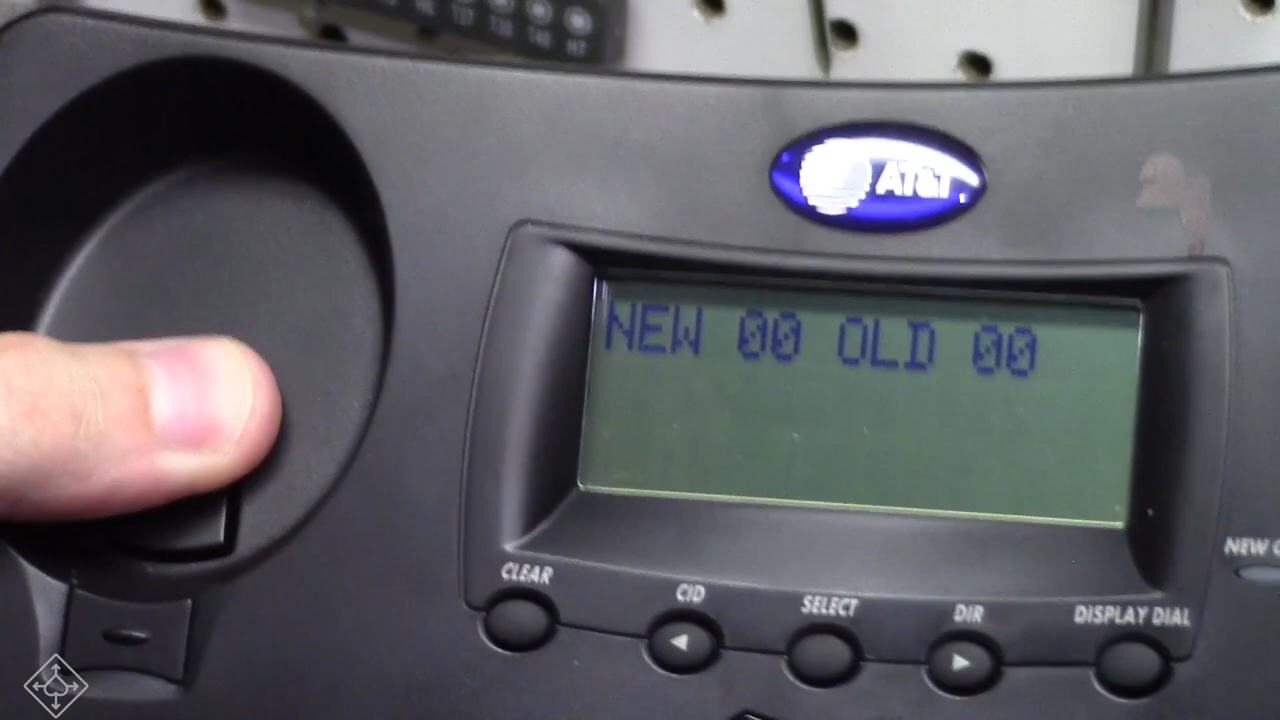 AT&T
NEW 00 OLD 00
NEW
CLEAR
CID
SELECT
DIR
DISPLAY DIAL